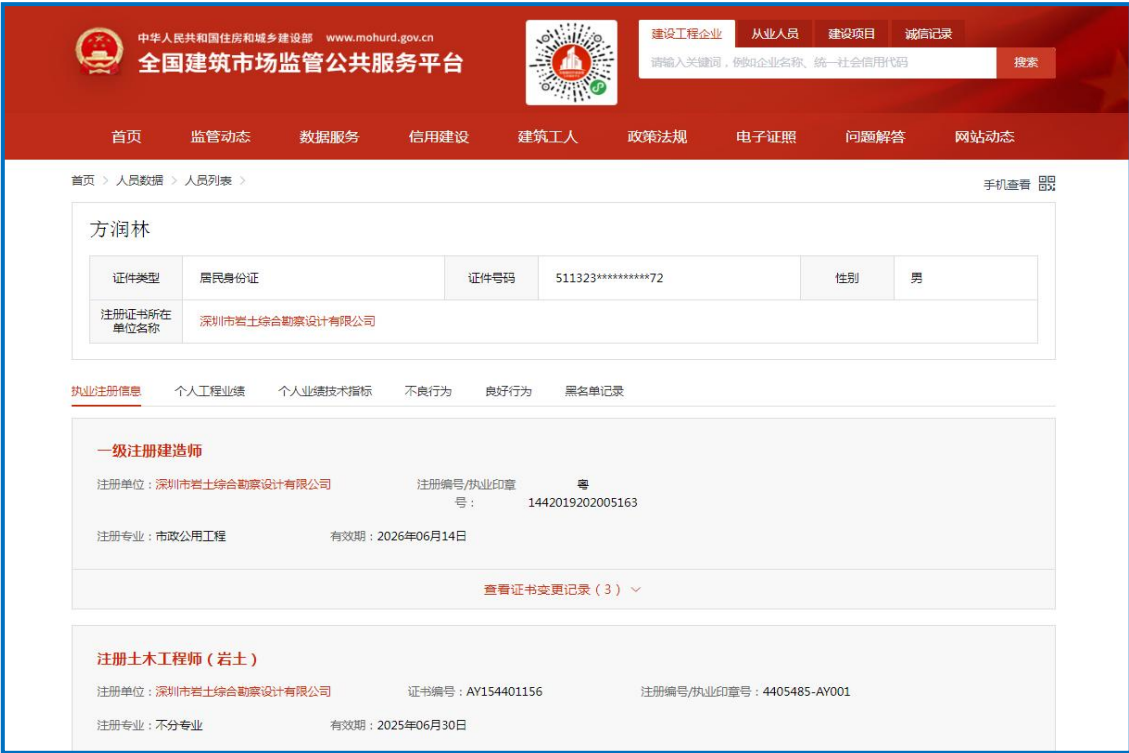 中华人民共和国住房和城乡建设部 www.mohurd.gov.cn
全国建筑市场监管公共服务平台
建设工程企业 从业人员 建设项目 诚信记录
请输入关键词，例如企业名称、统一社会信用代码 搜索
首页 监管动态 数据服务 信用建设 建筑工人 政策法规 电子证照 问题解答 网站动态
首页 > 人员数据 > 人员列表 >
手机查看
方润林
证件类型 居民身份证 证件号码 511323**********72 性别 男
注册证书所在
单位名称
深圳市岩土综合勘察设计有限公司
执业注册信息 个人工程业绩 个人业绩技术指标 不良行为 良好行为 黑名单记录
一级注册建造师
注册单位：深圳市岩土综合勘察设计有限公司 注册编号/执业印章 粤
号： 1442019202005163
注册专业：市政公用工程 有效期：2026年06月14日
查看证书变更记录（3）
注册土木工程师（岩土）
注册单位：深圳市岩土综合勘察设计有限公司 证书编号：AY154401156 注册编号/执业印章号：4405485-AY001
注册专业：不分专业 有效期：2025年06月30日